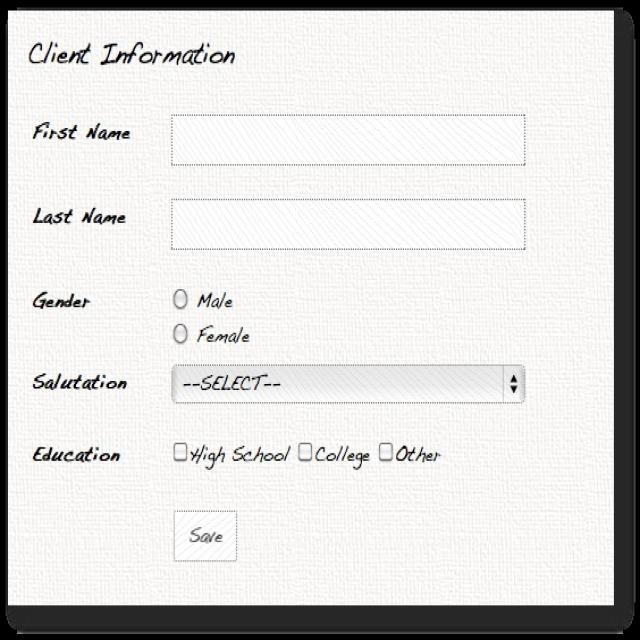 Client Information
First Name
Last Name
Gender Male
Female
Salutation --SELECT--
Education High School College Other
Save